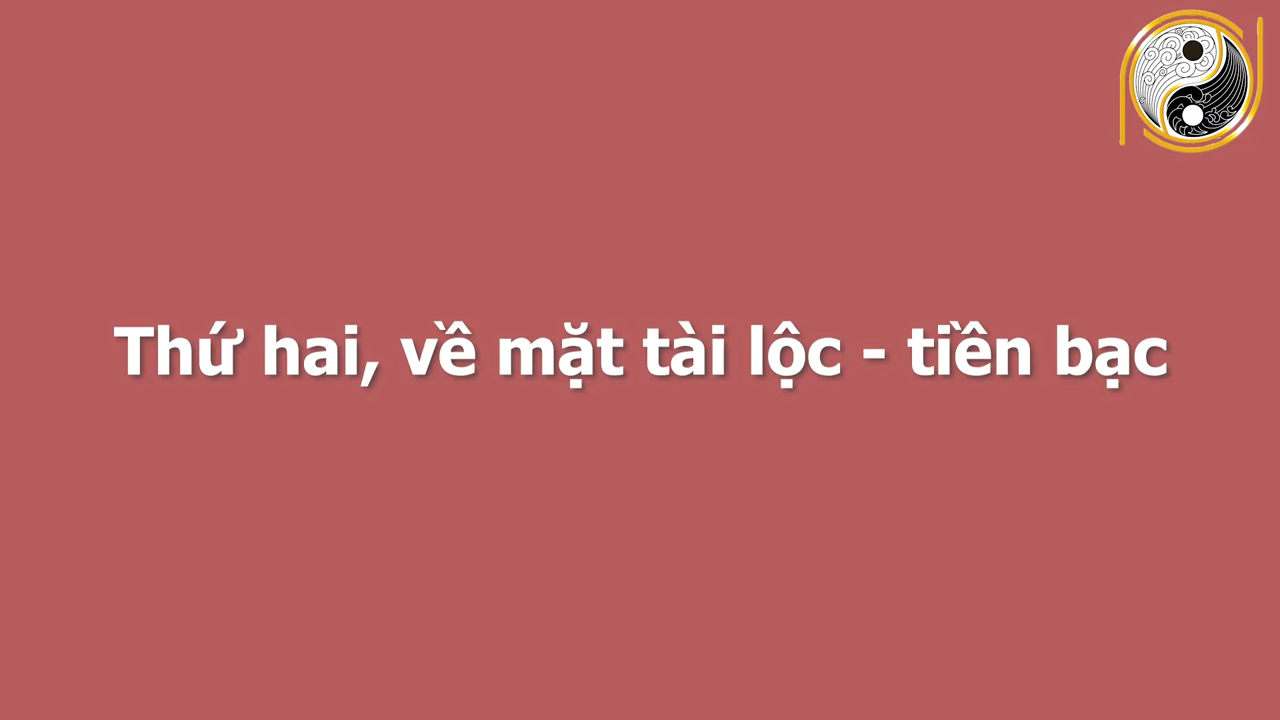 Thứ hai, về mặt tài lộc - tiền bạc